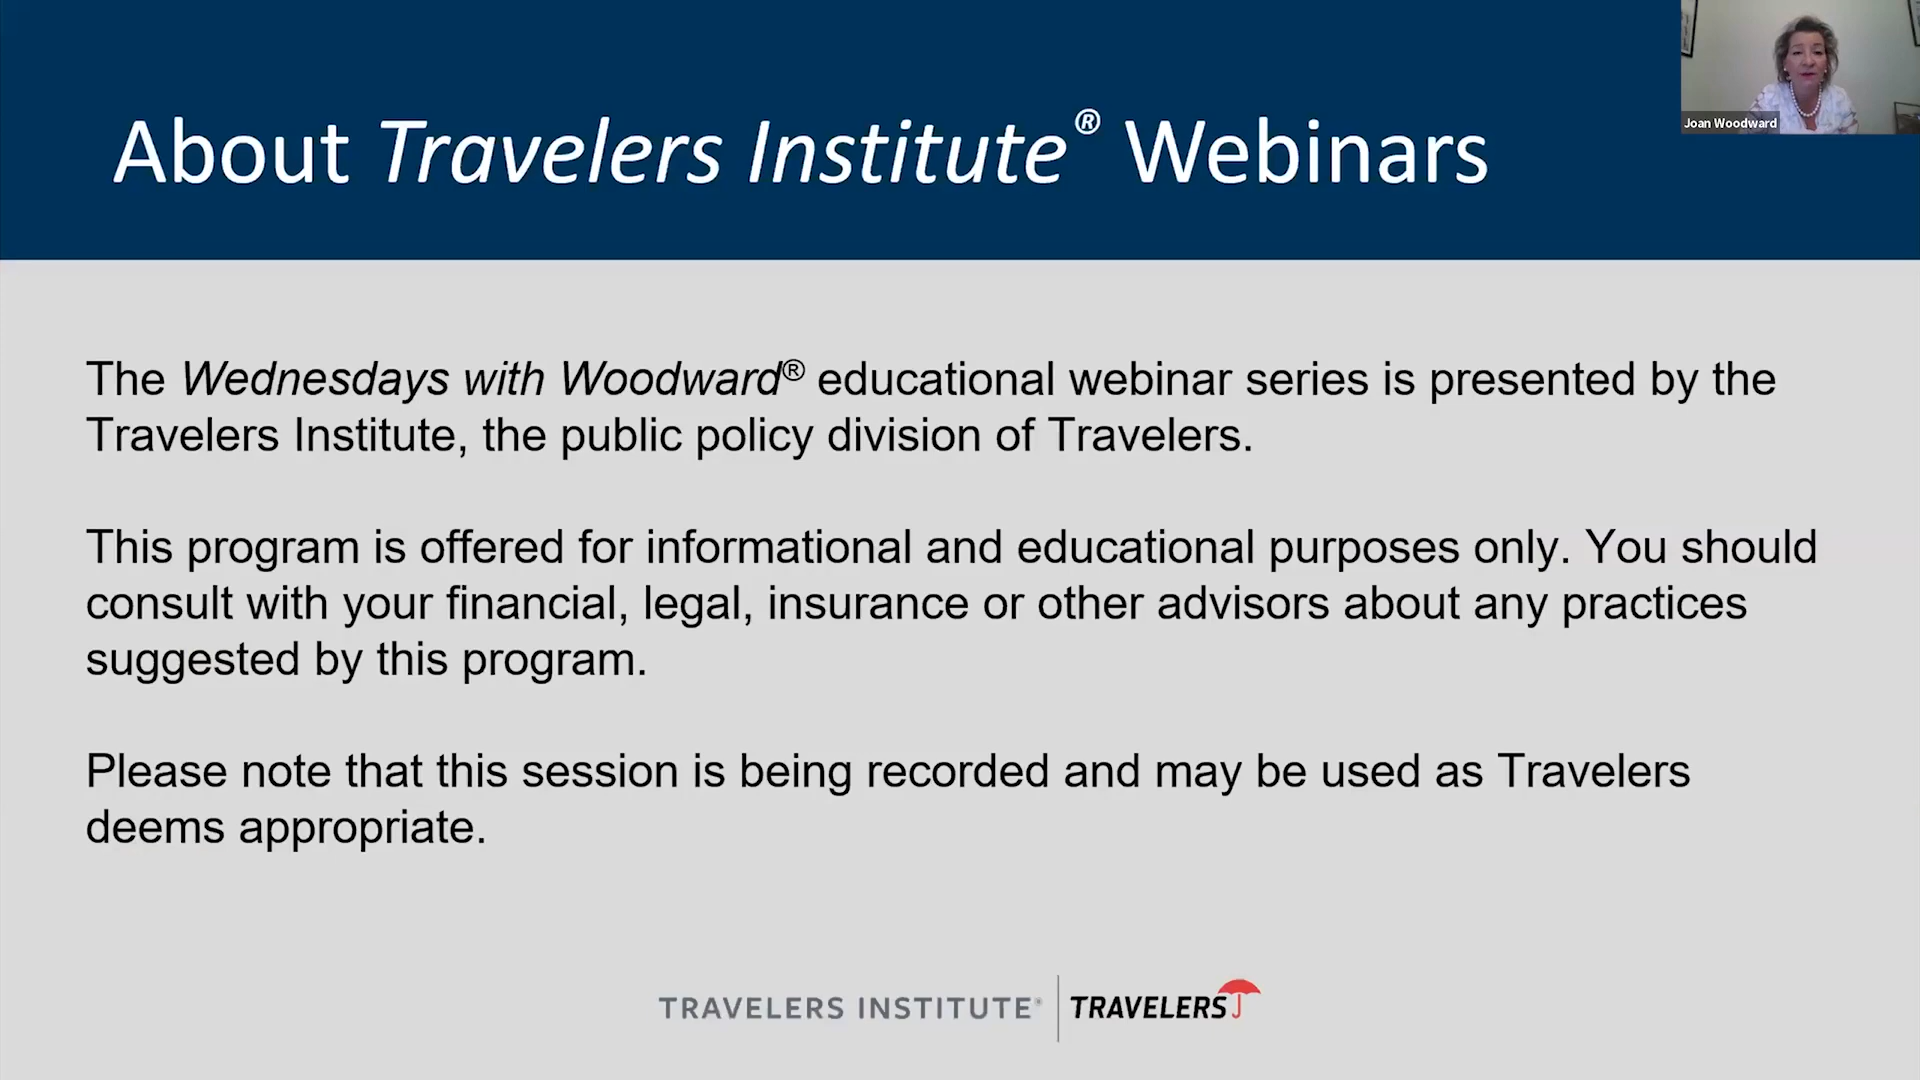 About Travelers Institute® Webinars
Joan Woodward
The Wednesdays with Woodward® educational webinar series is presented by the
Travelers Institute, the public policy division of Travelers.
This program is offered for informational and educational purposes only. You should
consult with your financial, legal, insurance or other advisors about any practices
suggested by this program.
Please note that this session is being recorded and may be used as Travelers
deems appropriate.
TRAVELERS INSTITUTE® TRAVELERS